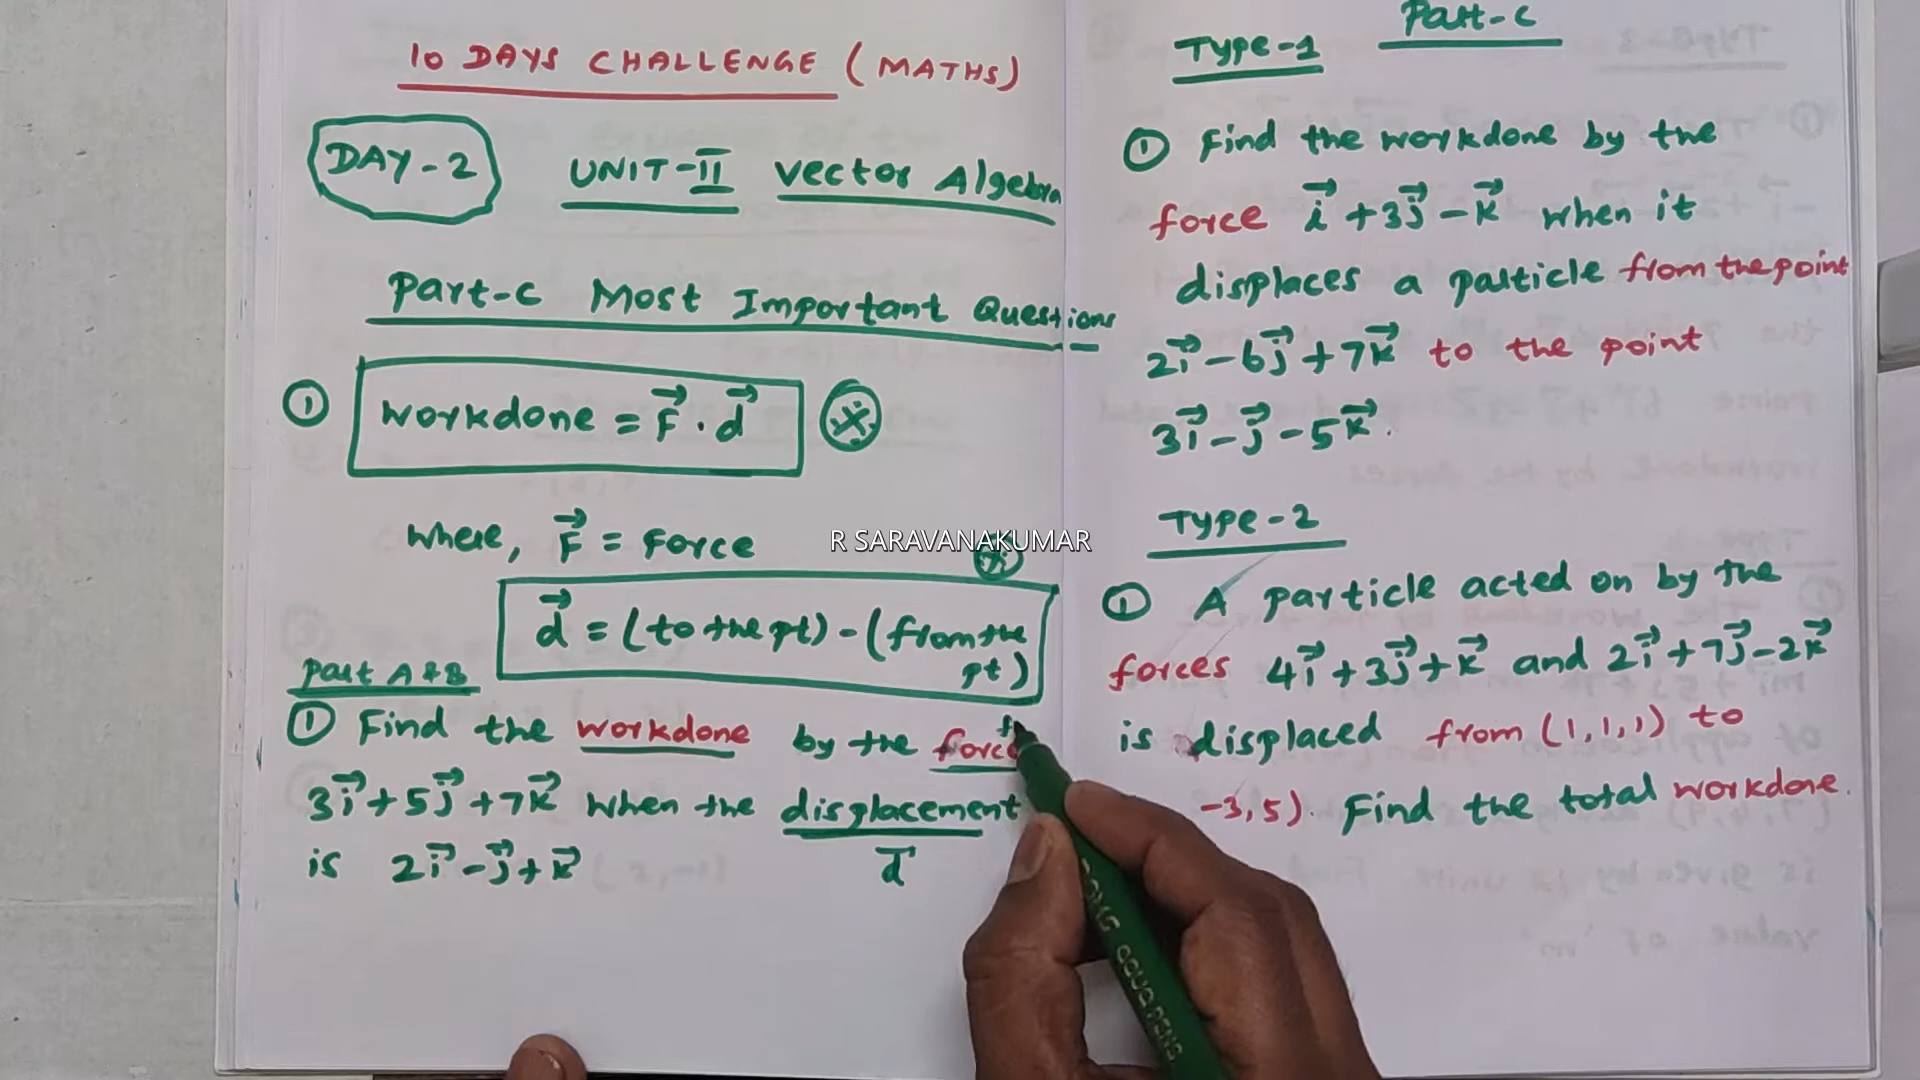 10 DAYS CHALLENGE (MATHS)
DAY-2
UNIT-II Vector Algebra
Part-C Most Important Questions
① workdone = F⃗ . d⃗
where, F⃗ = Force
d⃗ = (to the pt) - (from the
pt)
Part A & B
① Find the workdone by the force
3i⃗ + 5j⃗ + 7k⃗ when the displacement
is 2i⃗ - j⃗ + k⃗
d⃗
Part-C
Type-1
① Find the workdone by the
force i⃗ + 3j⃗ - k⃗ when it
displaces a particle from the point
2i⃗ - 6j⃗ + 7k⃗ to the point
3i⃗ - j⃗ - 5k⃗.
Type-2
① A particle acted on by the
forces 4i⃗ + 3j⃗ + k⃗ and 2i⃗ + 7j⃗ - 2k⃗
is displaced from (1,1,1) to
-3,5). Find the total workdone.
R SARAVANAKUMAR